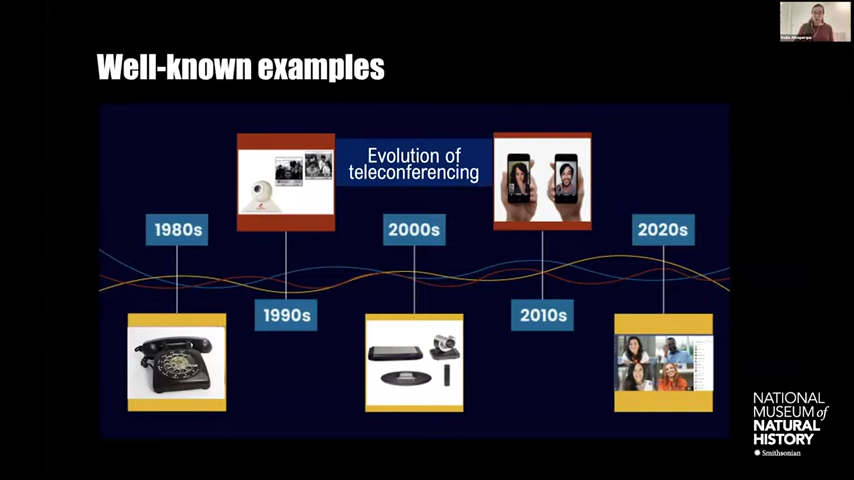 Well-known examples
Evolution of
teleconferencing
1980s
2000s
2020s
1990s
2010s
NATIONAL
MUSEUM of
NATURAL
HISTORY
Smithsonian